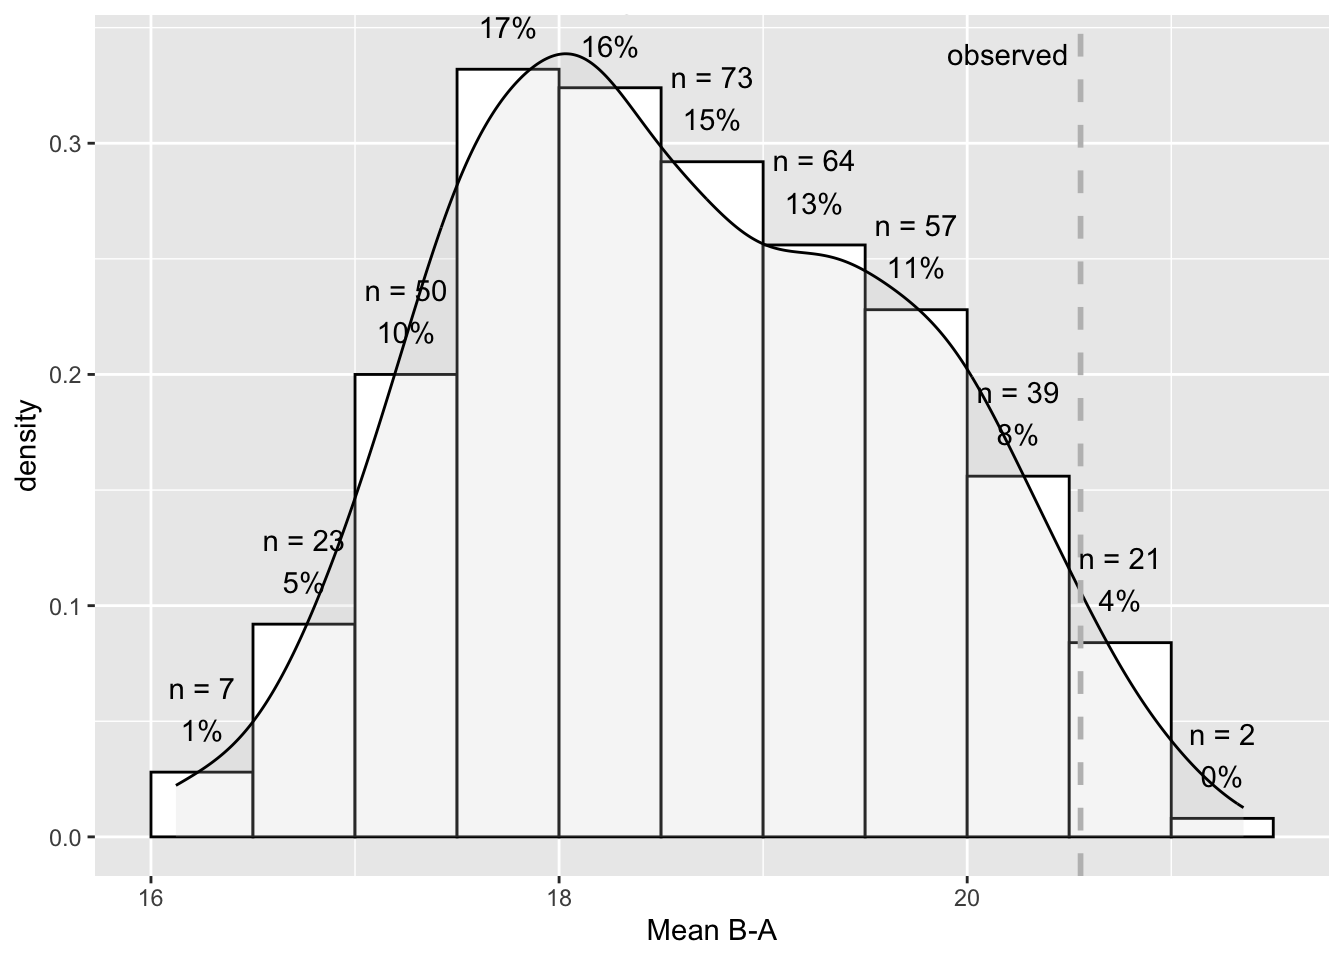 17%
16%
observed
n = 73
15%
n = 64
13%
n = 57
11%
n = 50
10%
n = 39
8%
n = 23
5%
n = 21
4%
n = 7
1%
n = 2
0%
0.3
0.2
0.1
0.0
density
16
18
20
Mean B-A